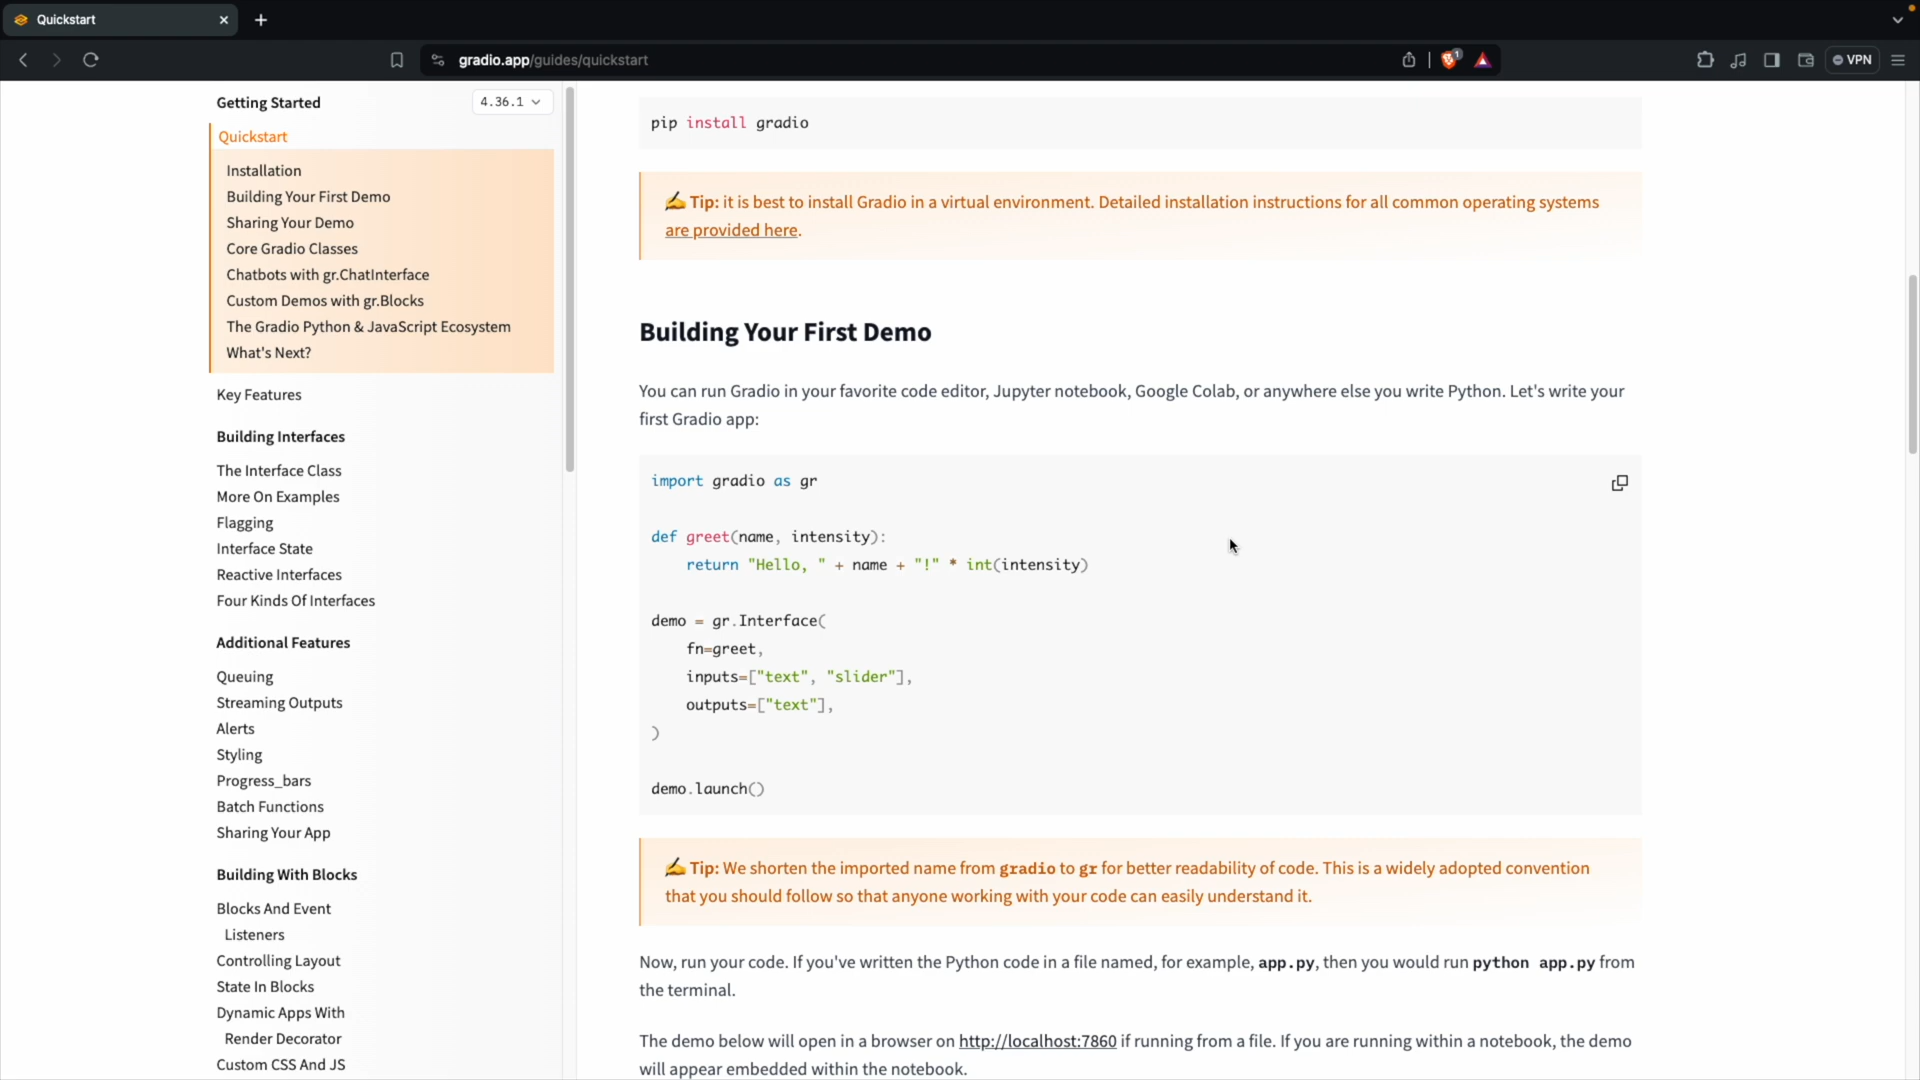 Quickstart
gradio.app/guides/quickstart
1
VPN
Getting Started
4.36.1
Quickstart
Installation
Building Your First Demo
Sharing Your Demo
Core Gradio Classes
Chatbots with gr.ChatInterface
Custom Demos with gr.Blocks
The Gradio Python & JavaScript Ecosystem
What's Next?
Key Features
Building Interfaces
The Interface Class
More On Examples
Flagging
Interface State
Reactive Interfaces
Four Kinds Of Interfaces
Additional Features
Queuing
Streaming Outputs
Alerts
Styling
Progress_bars
Batch Functions
Sharing Your App
Building With Blocks
Blocks And Event
Listeners
Controlling Layout
State In Blocks
Dynamic Apps With
Render Decorator
Custom CSS And JS
pip install gradio
✍️ Tip: it is best to install Gradio in a virtual environment. Detailed installation instructions for all common operating systems
are provided here.
Building Your First Demo
You can run Gradio in your favorite code editor, Jupyter notebook, Google Colab, or anywhere else you write Python. Let's write your
first Gradio app:
import gradio as gr
def greet(name, intensity):
    return "Hello, " + name + "!" * int(intensity)
demo = gr.Interface(
    fn=greet,
    inputs=["text", "slider"],
    outputs=["text"],
)
demo.launch()
✍️ Tip: We shorten the imported name from gradio to gr for better readability of code. This is a widely adopted convention
that you should follow so that anyone working with your code can easily understand it.
Now, run your code. If you've written the Python code in a file named, for example, app.py, then you would run python app.py from
the terminal.
The demo below will open in a browser on http://localhost:7860 if running from a file. If you are running within a notebook, the demo
will appear embedded within the notebook.